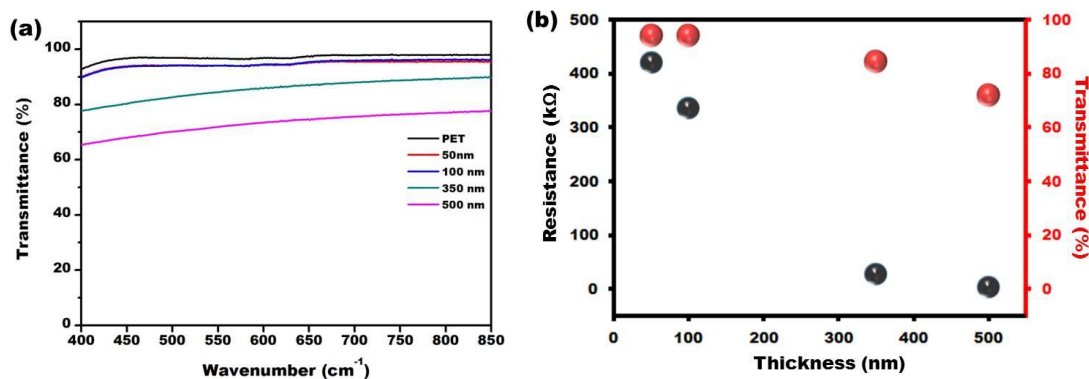 (a)
Transmittance (%)
100
80
60
40
20
0
PET
50nm
100 nm
350 nm
500 nm
400 450 500 550 600 650 700 750 800 850
Wavenumber (cm⁻¹)
(b)
Resistance (kΩ)
500
400
300
200
100
0
100
80
60
40
20
0
Transmittance (%)
0 100 200 300 400 500
Thickness (nm)